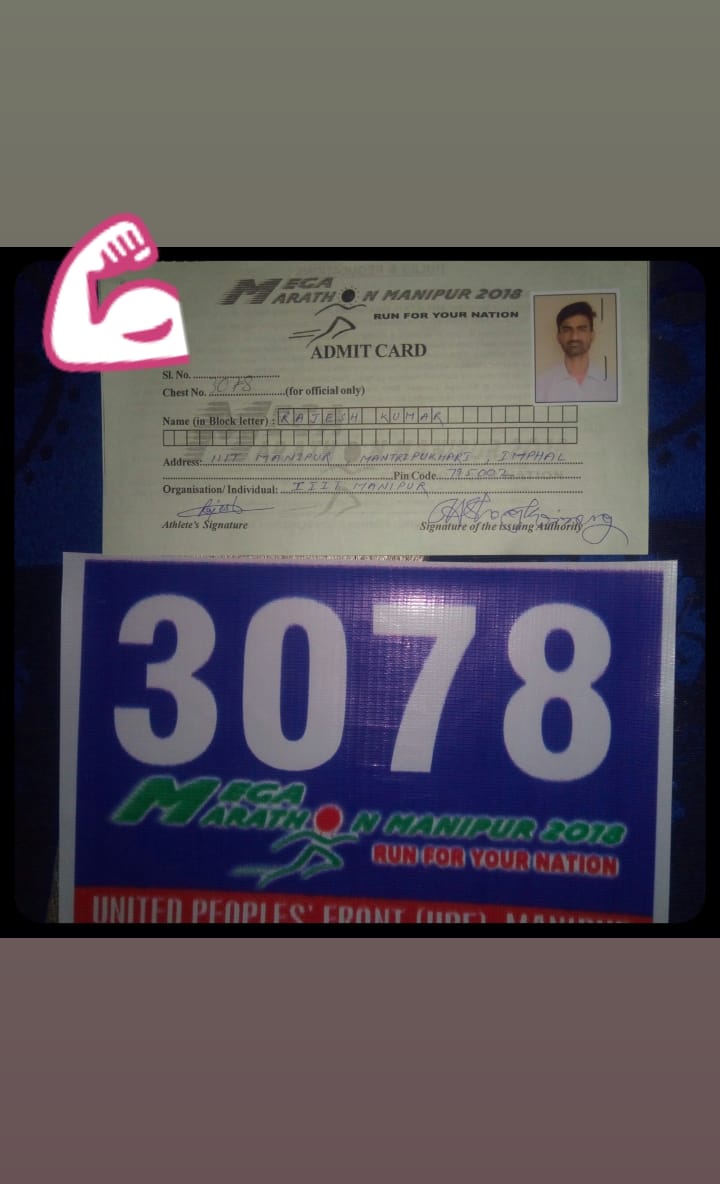 MEGA MARATHON MANIPUR 2018
RUN FOR YOUR NATION
ADMIT CARD
Sl. No.
Chest No. 3078 (for official only)
Name (in Block letter) : RAJESH KUMAR
Address: IIIT MANIPUR MANTRIPUKHARI, IMPHAL
Pin Code 795002
Organisation/ Individual: IIIT MANIPUR
Rajesh
Athlete's Signature Signature of the issuing Authority
3078
MEGA MARATHON MANIPUR 2018
RUN FOR YOUR NATION
UNITED PEOPLES' FRONT (UPF), MANIPUR